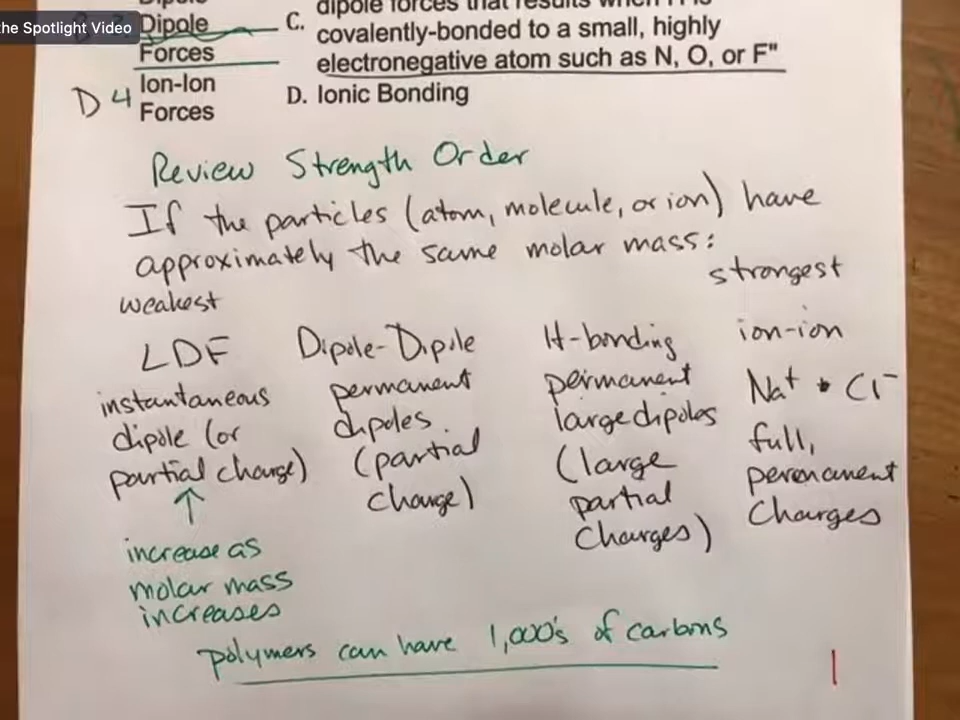 dipole forces that results when H is
the Spotlight Video
Dipole
Forces
C.
covalently-bonded to a small, highly
electronegative atom such as N, O, or F"
D 4
Ion-Ion
Forces
D. Ionic Bonding
Review Strength Order
If the particles (atom, molecule, or ion) have
approximately the same molar mass:
weakest
strongest
LDF
instantaneous
dipole (or
partial charge)
↑
increase as
molar mass
increases
Dipole-Dipole
permanent
dipoles
(partial
charge)
H-bonding
permanent
large dipoles
(large
partial
charges)
ion-ion
Na+ • Cl−
full,
peremanent
charges
polymers can have 1,000's of carbons